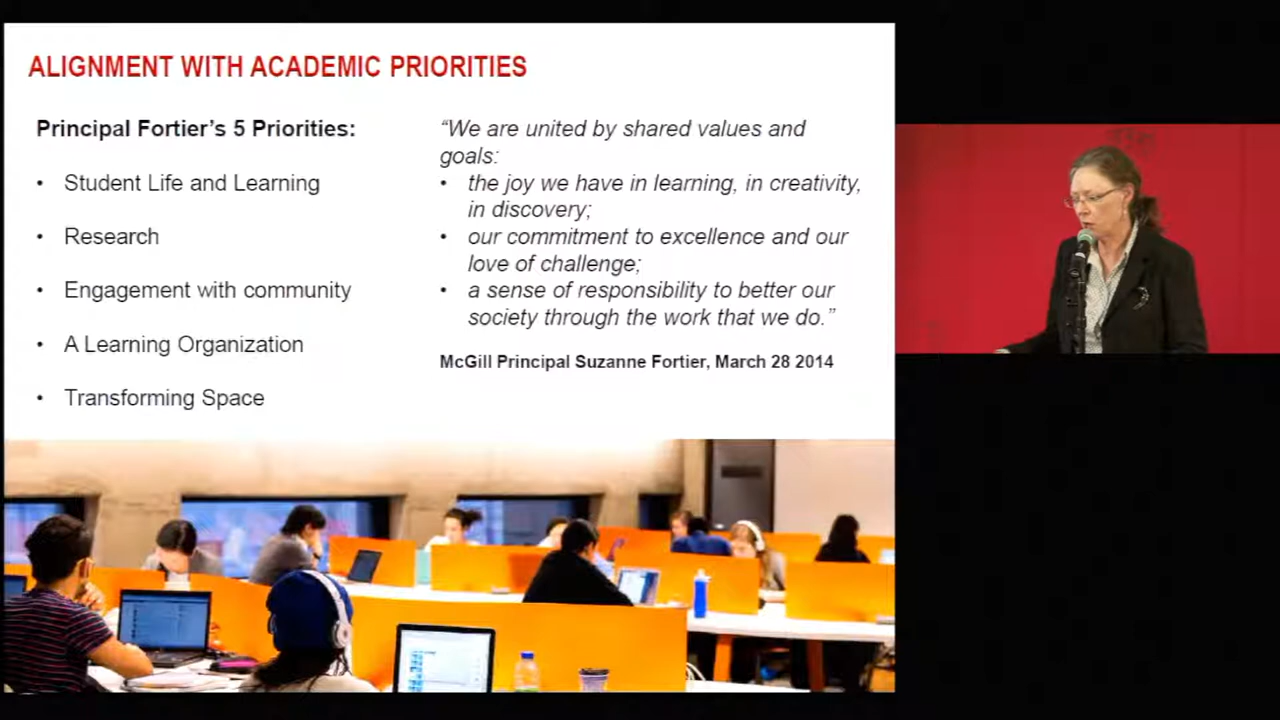 ALIGNMENT WITH ACADEMIC PRIORITIES
Principal Fortier's 5 Priorities:
• Student Life and Learning
• Research
• Engagement with community
• A Learning Organization
• Transforming Space
“We are united by shared values and
goals:
• the joy we have in learning, in creativity,
in discovery;
• our commitment to excellence and our
love of challenge;
• a sense of responsibility to better our
society through the work that we do.”
McGill Principal Suzanne Fortier, March 28 2014